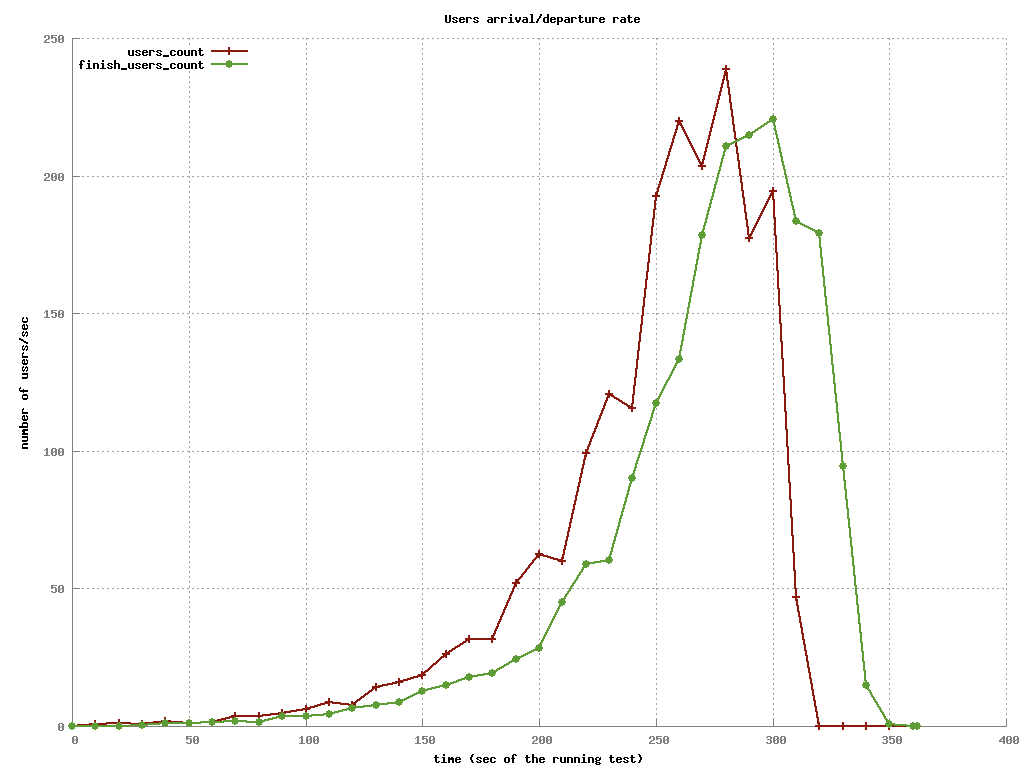 Users arrival/departure rate
250
users_count
finish_users_count
200
150
number of users/sec
100
50
0
0 50 100 150 200 250 300 350 400
time (sec of the running test)